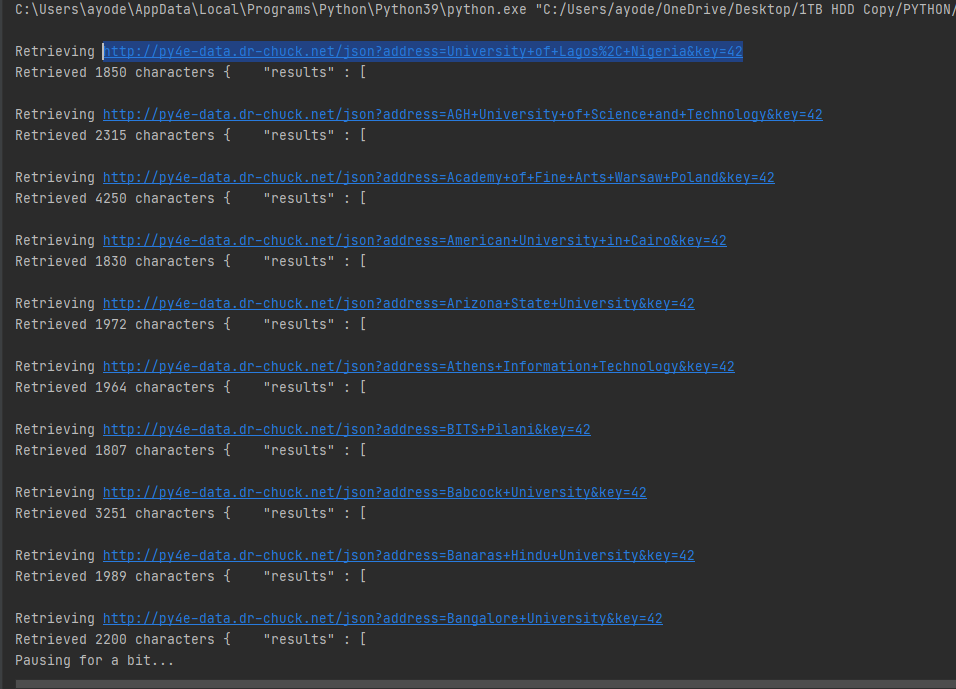 C:\Users\ayode\AppData\Local\Programs\Python\Python39\python.exe "C:/Users/ayode/OneDrive/Desktop/1TB HDD Copy/PYTHON/
Retrieving http://py4e-data.dr-chuck.net/json?address=University+of+Lagos%2C+Nigeria&key=42
Retrieved 1850 characters {    "results" : [
Retrieving http://py4e-data.dr-chuck.net/json?address=AGH+University+of+Science+and+Technology&key=42
Retrieved 2315 characters {    "results" : [
Retrieving http://py4e-data.dr-chuck.net/json?address=Academy+of+Fine+Arts+Warsaw+Poland&key=42
Retrieved 4250 characters {    "results" : [
Retrieving http://py4e-data.dr-chuck.net/json?address=American+University+in+Cairo&key=42
Retrieved 1830 characters {    "results" : [
Retrieving http://py4e-data.dr-chuck.net/json?address=Arizona+State+University&key=42
Retrieved 1972 characters {    "results" : [
Retrieving http://py4e-data.dr-chuck.net/json?address=Athens+Information+Technology&key=42
Retrieved 1964 characters {    "results" : [
Retrieving http://py4e-data.dr-chuck.net/json?address=BITS+Pilani&key=42
Retrieved 1807 characters {    "results" : [
Retrieving http://py4e-data.dr-chuck.net/json?address=Babcock+University&key=42
Retrieved 3251 characters {    "results" : [
Retrieving http://py4e-data.dr-chuck.net/json?address=Banaras+Hindu+University&key=42
Retrieved 1989 characters {    "results" : [
Retrieving http://py4e-data.dr-chuck.net/json?address=Bangalore+University&key=42
Retrieved 2200 characters {    "results" : [
Pausing for a bit...